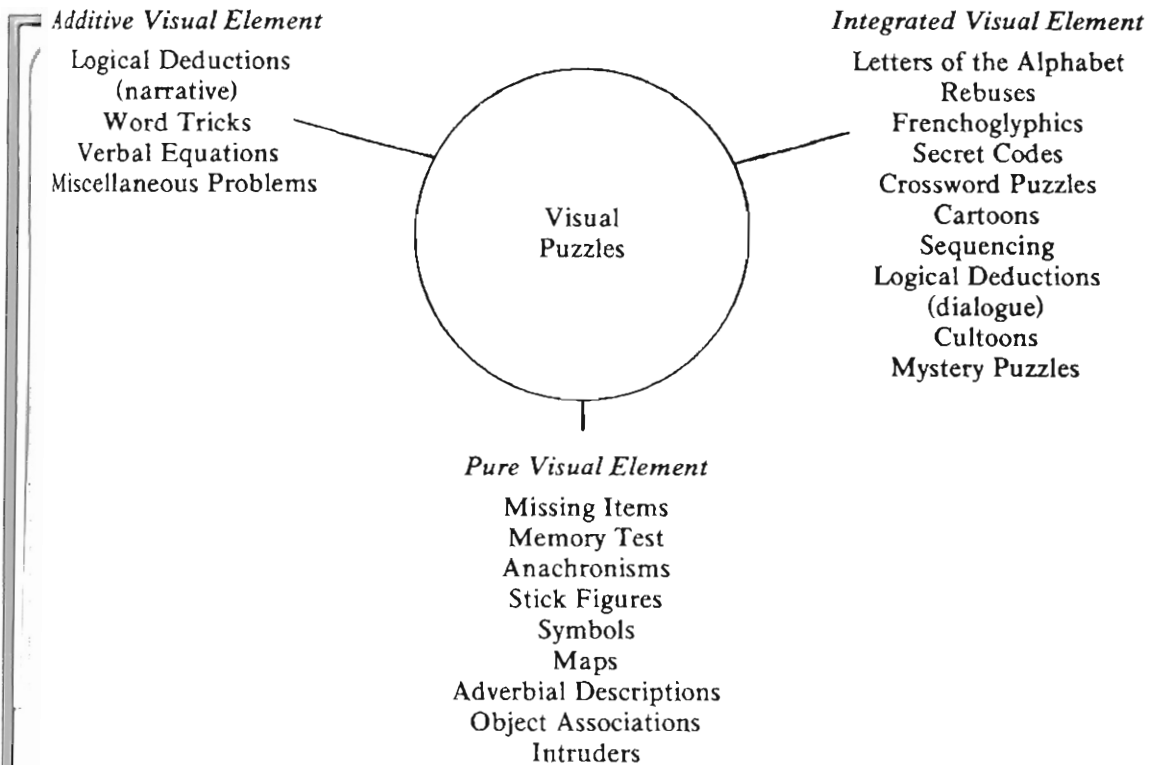 Additive Visual Element
Logical Deductions
(narrative)
Word Tricks
Verbal Equations
Miscellaneous Problems
Integrated Visual Element
Letters of the Alphabet
Rebuses
Frenchoglyphics
Secret Codes
Crossword Puzzles
Cartoons
Sequencing
Logical Deductions
(dialogue)
Cultoons
Mystery Puzzles
Visual
Puzzles
Pure Visual Element
Missing Items
Memory Test
Anachronisms
Stick Figures
Symbols
Maps
Adverbial Descriptions
Object Associations
Intruders